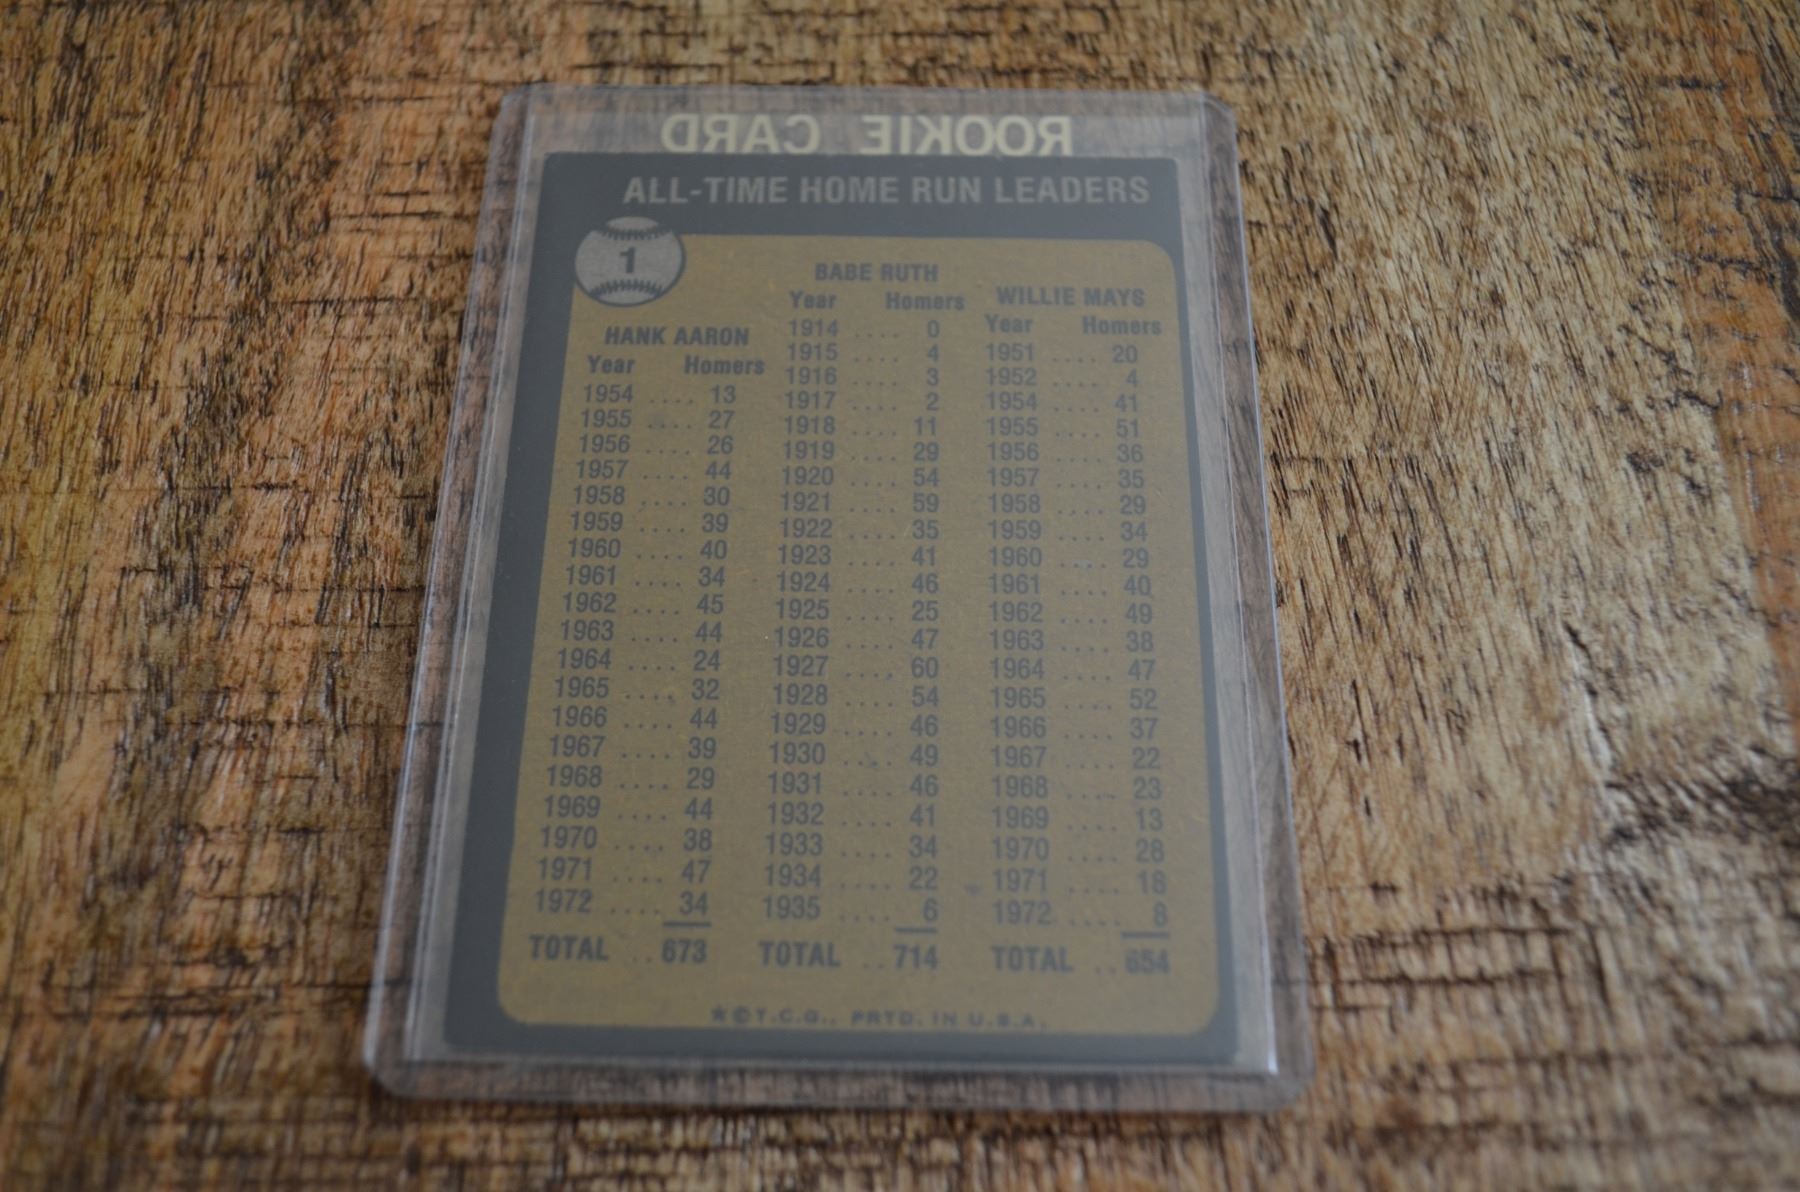 ROOKIE CARD
ALL-TIME HOME RUN LEADERS
1
HANK AARON
Year Homers
1954 .... 13
1955 .... 27
1956 .... 26
1957 .... 44
1958 .... 30
1959 .... 39
1960 .... 40
1961 .... 34
1962 .... 45
1963 .... 44
1964 .... 24
1965 .... 32
1966 .... 44
1967 .... 39
1968 .... 29
1969 .... 44
1970 .... 38
1971 .... 47
1972 .... 34
TOTAL .. 673
BABE RUTH
Year Homers
1914 .... 0
1915 .... 4
1916 .... 3
1917 .... 2
1918 .... 11
1919 .... 29
1920 .... 54
1921 .... 59
1922 .... 35
1923 .... 41
1924 .... 46
1925 .... 25
1926 .... 47
1927 .... 60
1928 .... 54
1929 .... 46
1930 .... 49
1931 .... 46
1932 .... 41
1933 .... 34
1934 .... 22
1935 .... 6
TOTAL .. 714
WILLIE MAYS
Year Homers
1951 .... 20
1952 .... 4
1954 .... 41
1955 .... 51
1956 .... 36
1957 .... 35
1958 .... 29
1959 .... 34
1960 .... 29
1961 .... 40
1962 .... 49
1963 .... 38
1964 .... 47
1965 .... 52
1966 .... 37
1967 .... 22
1968 .... 23
1969 .... 13
1970 .... 28
1971 .... 18
1972 .... 8
TOTAL .. 654
★©T.C.G., PRTD. IN U.S.A.